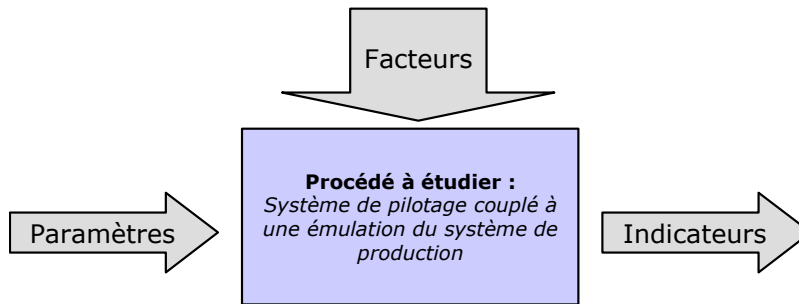 Facteurs
Procédé à étudier :
Système de pilotage couplé à
une émulation du système de
production
Paramètres
Indicateurs